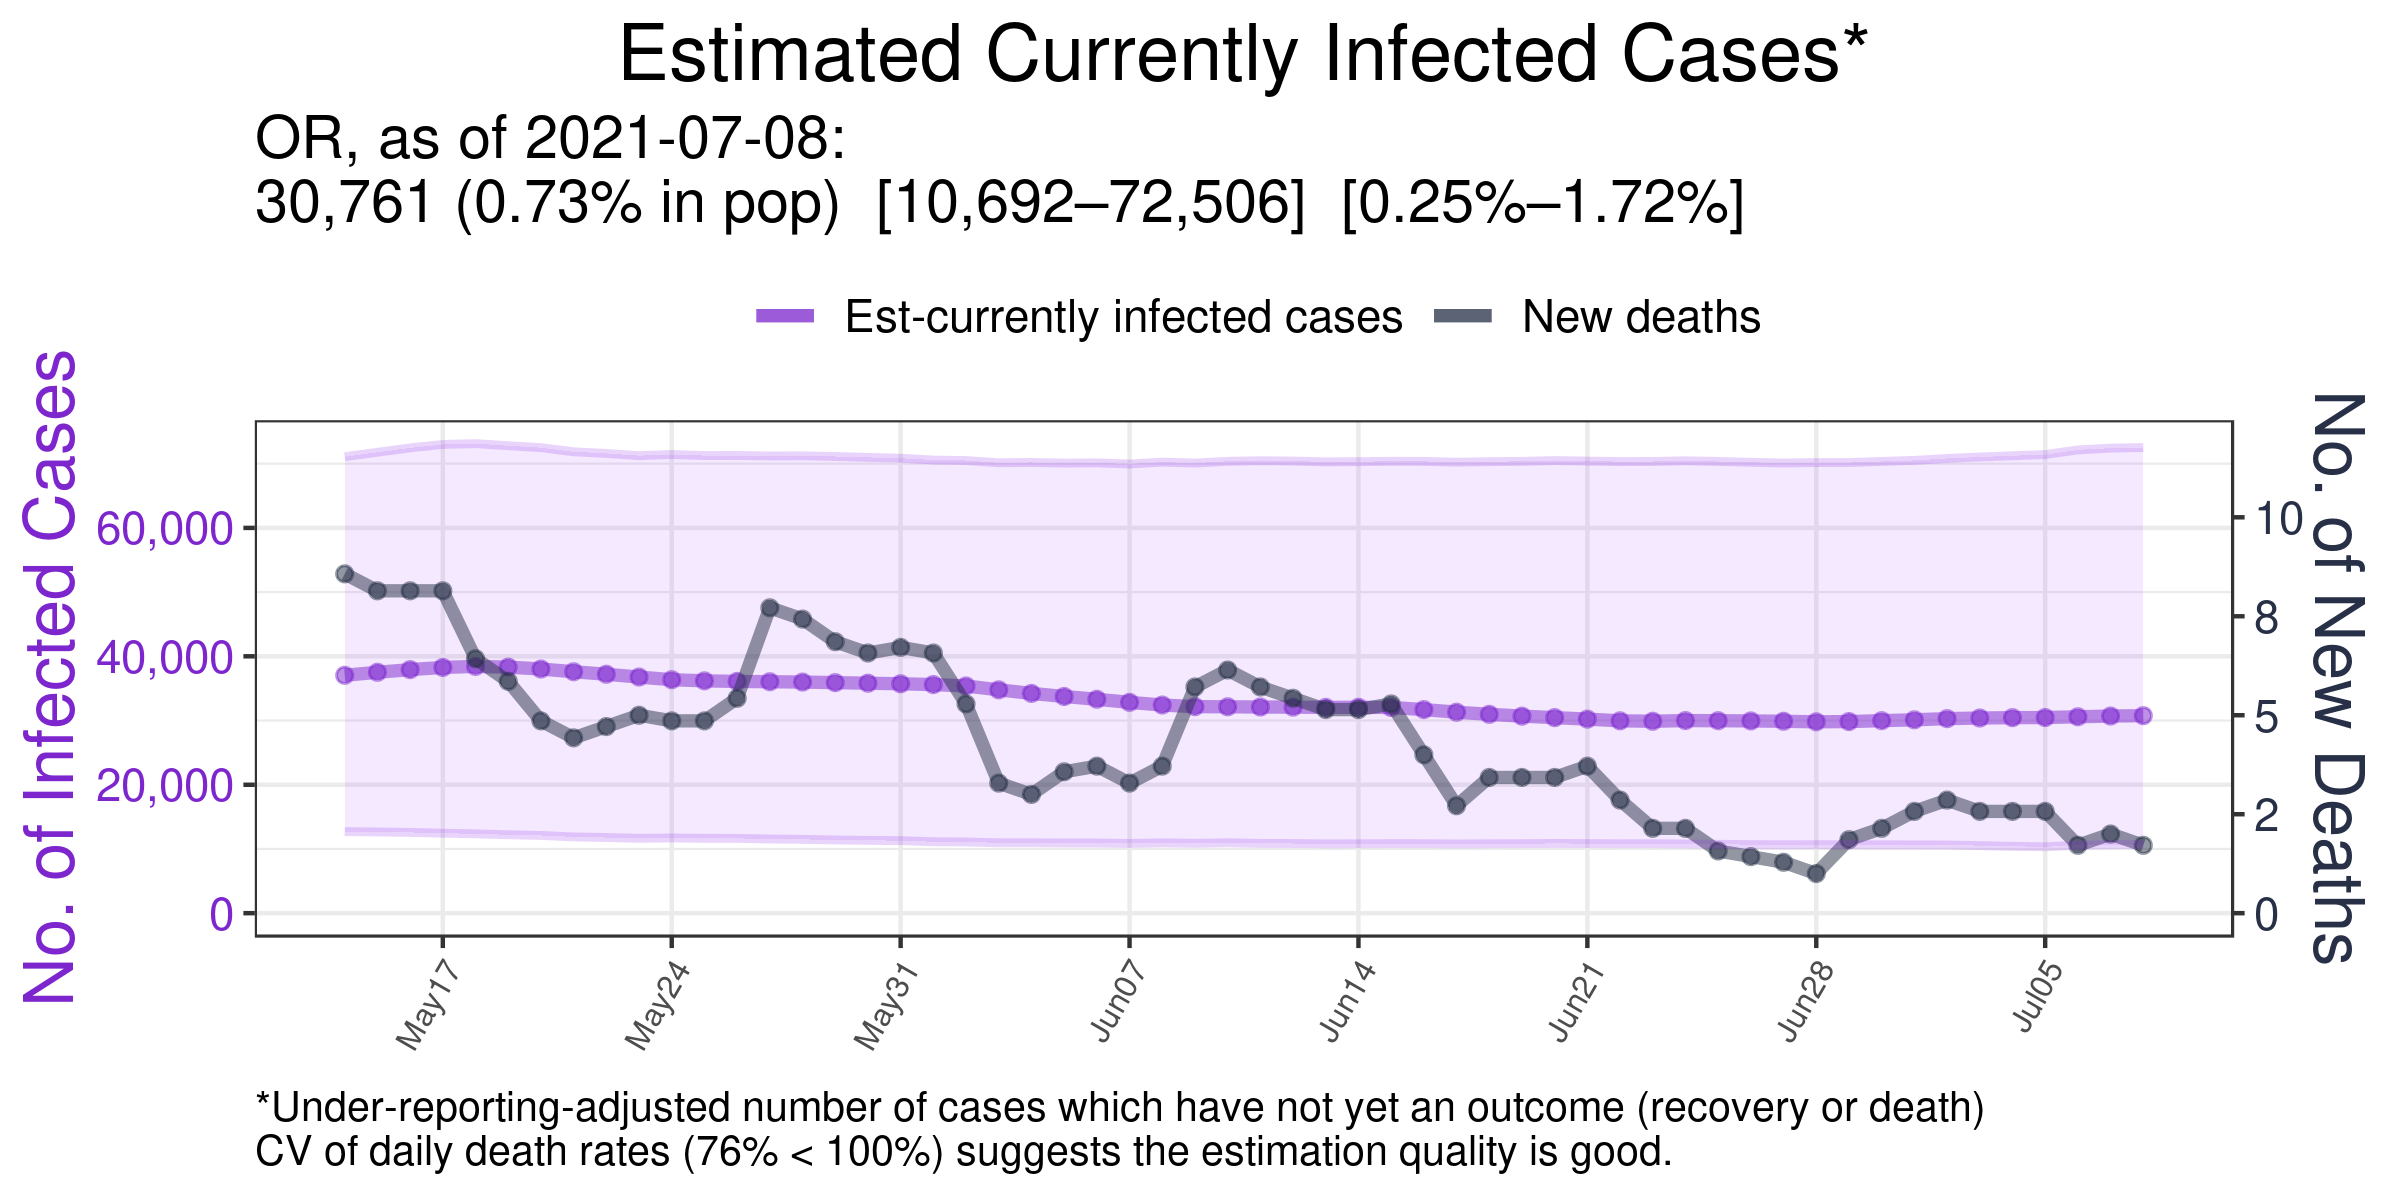 Estimated Currently Infected Cases*
OR, as of 2021-07-08:
30,761 (0.73% in pop)  [10,692–72,506]  [0.25%–1.72%]
Est-currently infected cases
New deaths
No. of Infected Cases
60,000
40,000
20,000
0
10
8
5
2
0
No. of New Deaths
May17
May24
May31
Jun07
Jun14
Jun21
Jun28
Jul05
*Under-reporting-adjusted number of cases which have not yet an outcome (recovery or death)
CV of daily death rates (76% < 100%) suggests the estimation quality is good.